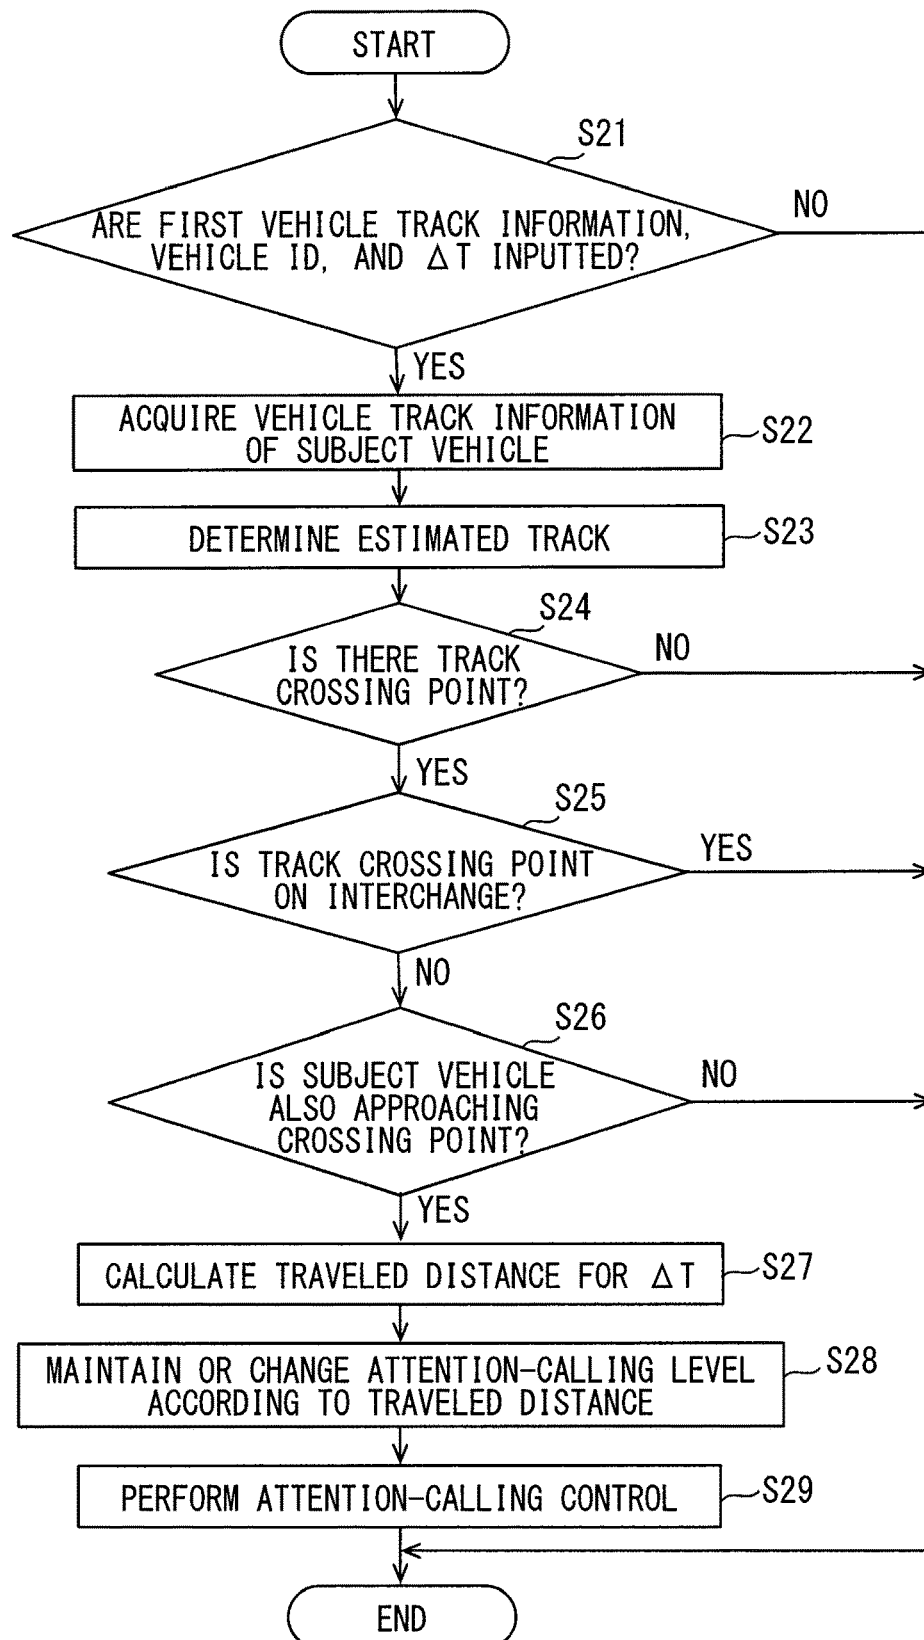 START
S21
ARE FIRST VEHICLE TRACK INFORMATION,
VEHICLE ID, AND ΔT INPUTTED?
NO
YES
ACQUIRE VEHICLE TRACK INFORMATION
OF SUBJECT VEHICLE
S22
DETERMINE ESTIMATED TRACK
S23
S24
IS THERE TRACK
CROSSING POINT?
NO
YES
S25
IS TRACK CROSSING POINT
ON INTERCHANGE?
YES
NO
S26
IS SUBJECT VEHICLE
ALSO APPROACHING
CROSSING POINT?
NO
YES
CALCULATE TRAVELED DISTANCE FOR ΔT
S27
MAINTAIN OR CHANGE ATTENTION-CALLING LEVEL
ACCORDING TO TRAVELED DISTANCE
S28
PERFORM ATTENTION-CALLING CONTROL
S29
END